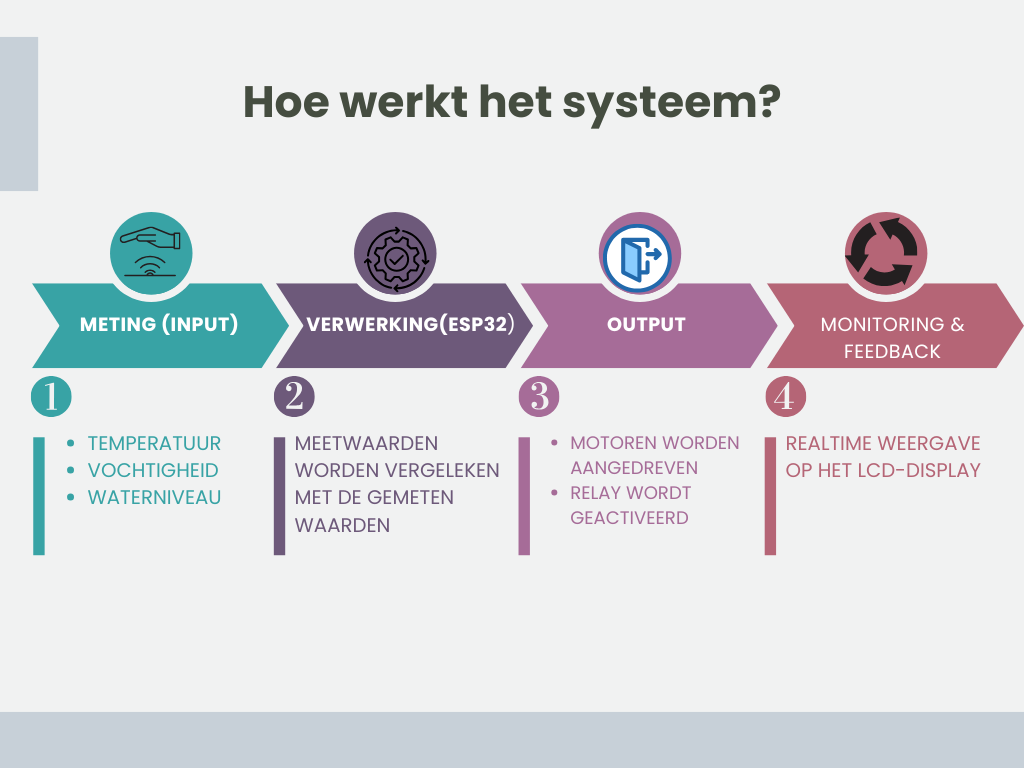 Hoe werkt het systeem?
METING (INPUT)
VERWERKING(ESP32)
OUTPUT
MONITORING &
FEEDBACK
1
• TEMPERATUUR
• VOCHTIGHEID
• WATERNIVEAU
2
MEETWAARDEN
WORDEN VERGELEKEN
MET DE GEMETEN
WAARDEN
3
• MOTOREN WORDEN
AANGEDREVEN
• RELAY WORDT
GEACTIVEERD
4
REALTIME WEERGAVE
OP HET LCD-DISPLAY